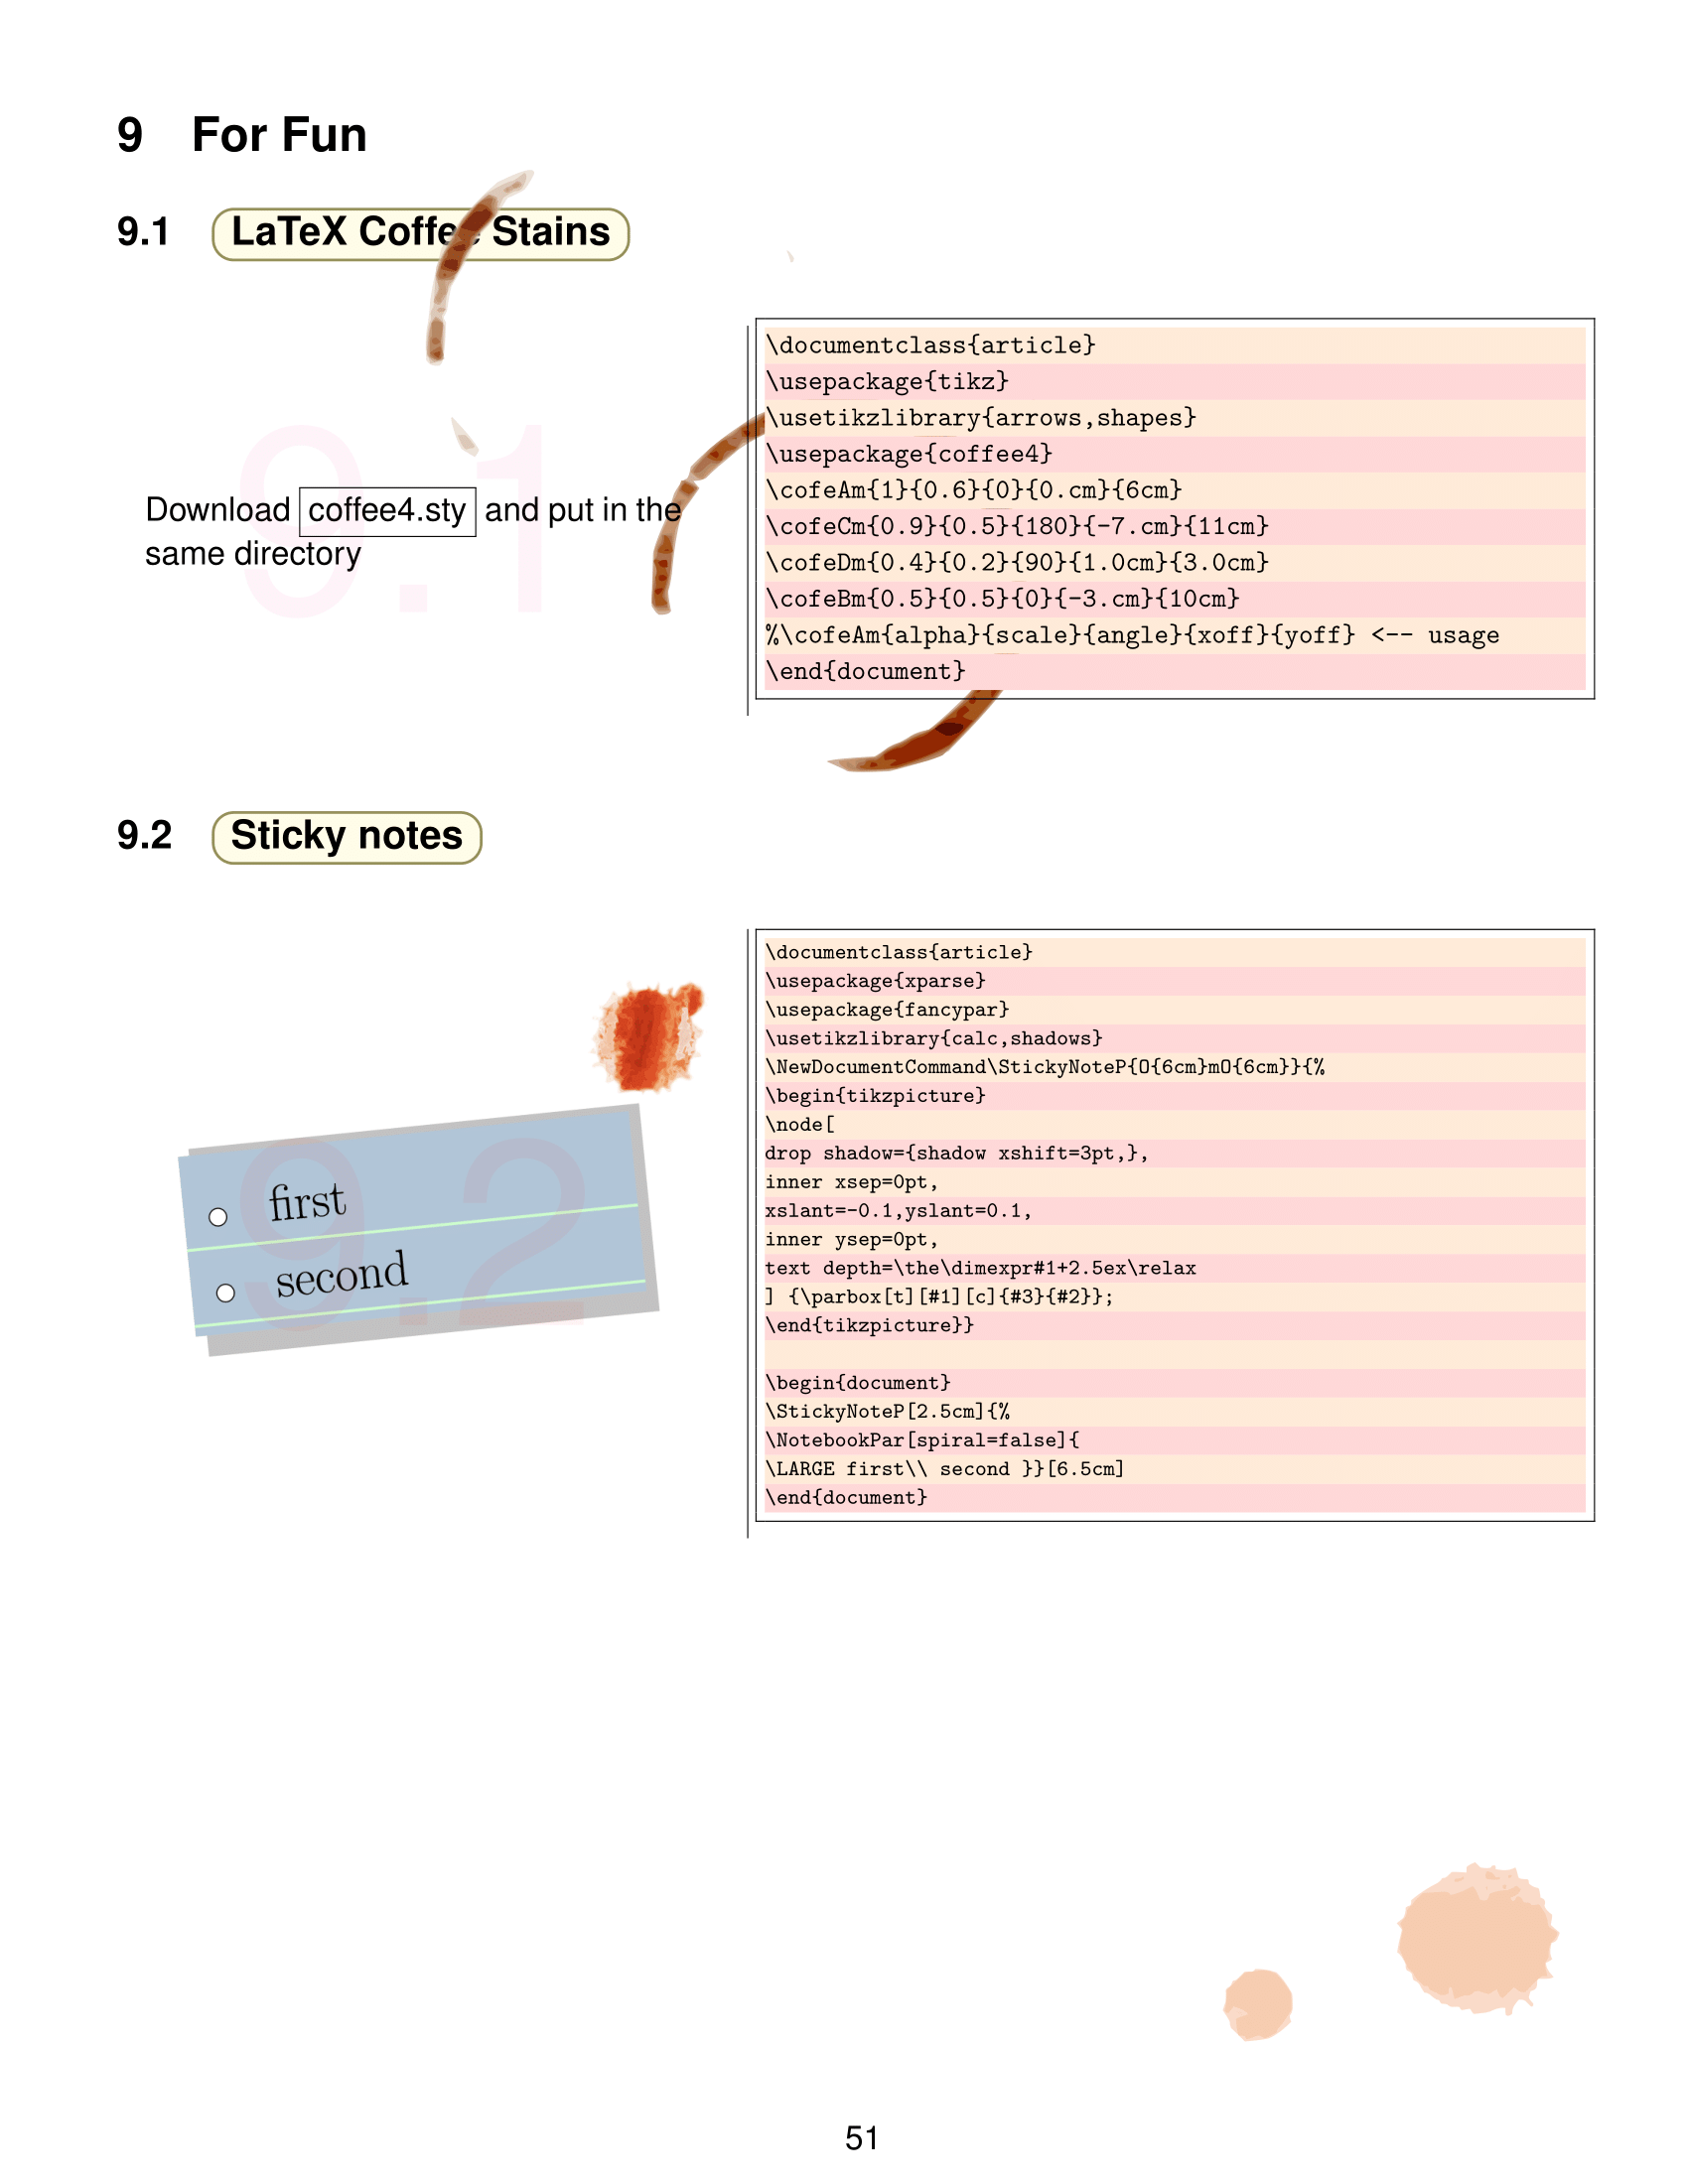 9 For Fun
9.1 LaTeX Coffee Stains
9.1
Download coffee4.sty and put in the
same directory
\documentclass{article}
\usepackage{tikz}
\usetikzlibrary{arrows,shapes}
\usepackage{coffee4}
\cofeAm{1}{0.6}{0}{0.cm}{6cm}
\cofeCm{0.9}{0.5}{180}{-7.cm}{11cm}
\cofeDm{0.4}{0.2}{90}{1.0cm}{3.0cm}
\cofeBm{0.5}{0.5}{0}{-3.cm}{10cm}
%\cofeAm{alpha}{scale}{angle}{xoff}{yoff} <-- usage
\end{document}
9.2 Sticky notes
9.2
first
second
\documentclass{article}
\usepackage{xparse}
\usepackage{fancypar}
\usetikzlibrary{calc,shadows}
\NewDocumentCommand\StickyNoteP{O{6cm}mO{6cm}}{%
\begin{tikzpicture}
\node[
drop shadow={shadow xshift=3pt,},
inner xsep=0pt,
xslant=-0.1,yslant=0.1,
inner ysep=0pt,
text depth=\the\dimexpr#1+2.5ex\relax
] {\parbox[t][#1][c]{#3}{#2}};
\end{tikzpicture}}
\begin{document}
\StickyNoteP[2.5cm]{%
\NotebookPar[spiral=false]{
\LARGE first\\ second }}[6.5cm]
\end{document}
51